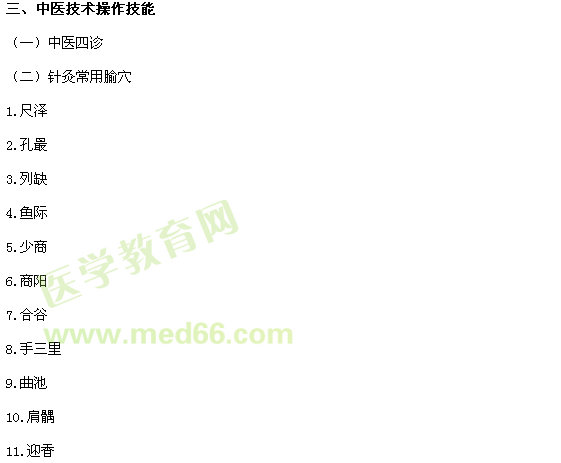 三、中医技术操作技能
（一）中医四诊
（二）针灸常用腧穴
1.尺泽
2.孔最
3.列缺
4.鱼际
5.少商
6.商阳
7.合谷
8.手三里
9.曲池
10.肩髃
11.迎香
医学教育网
www.med66.com